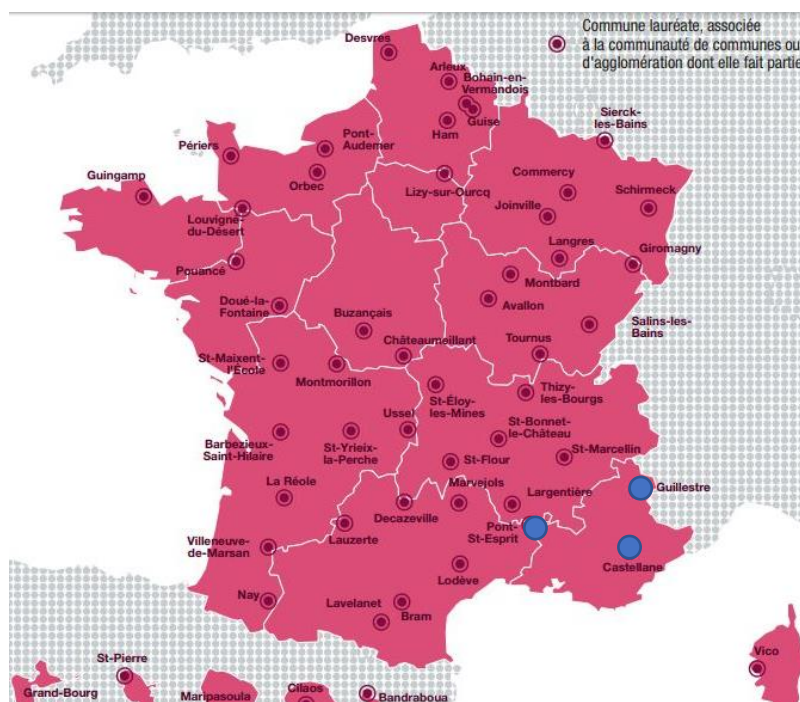 Commune lauréate, associée
à la communauté de communes ou
d'agglomération dont elle fait partie
Desvres
Arleux
Bohain-en-
Vermandois
Guise
Ham
Sierck-
les-Bains
Périers
Pont-
Audemer
Orbec
Guingamp
Lizy-sur-Ourcq
Commercy
Schirmeck
Joinville
Louvigné-
du-Désert
Langres
Giromagny
Pouancé
Montbard
Doué-la-
Fontaine
Avallon
Buzançais
Salins-les-
Bains
Châteaumeillant
Tournus
St-Maixent-
l'École
Montmorillon
St-Éloy-
les-Mines
Thizy-
les-Bourgs
Ussel
St-Bonnet-
le-Château
Barbezieux-
Saint-Hilaire
St-Yrieix-
la-Perche
St-Marcellin
St-Flour
La Réole
Marvejols
Guillestre
Largentière
Decazeville
Pont-
St-Esprit
Lauzerte
Villeneuve-
de-Marsan
Castellane
Lodève
Nay
Lavelanet
Bram
St-Pierre
Vico
Grand-Bourg
Maripasoula
Cilaos
Bandraboua